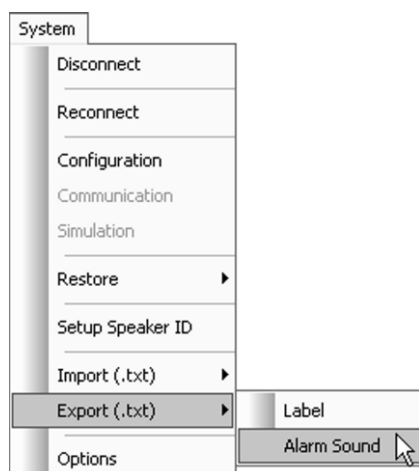 System
Disconnect
Reconnect
Configuration
Communication
Simulation
Restore
Setup Speaker ID
Import (.txt)
Export (.txt)
Label
Alarm Sound
Options